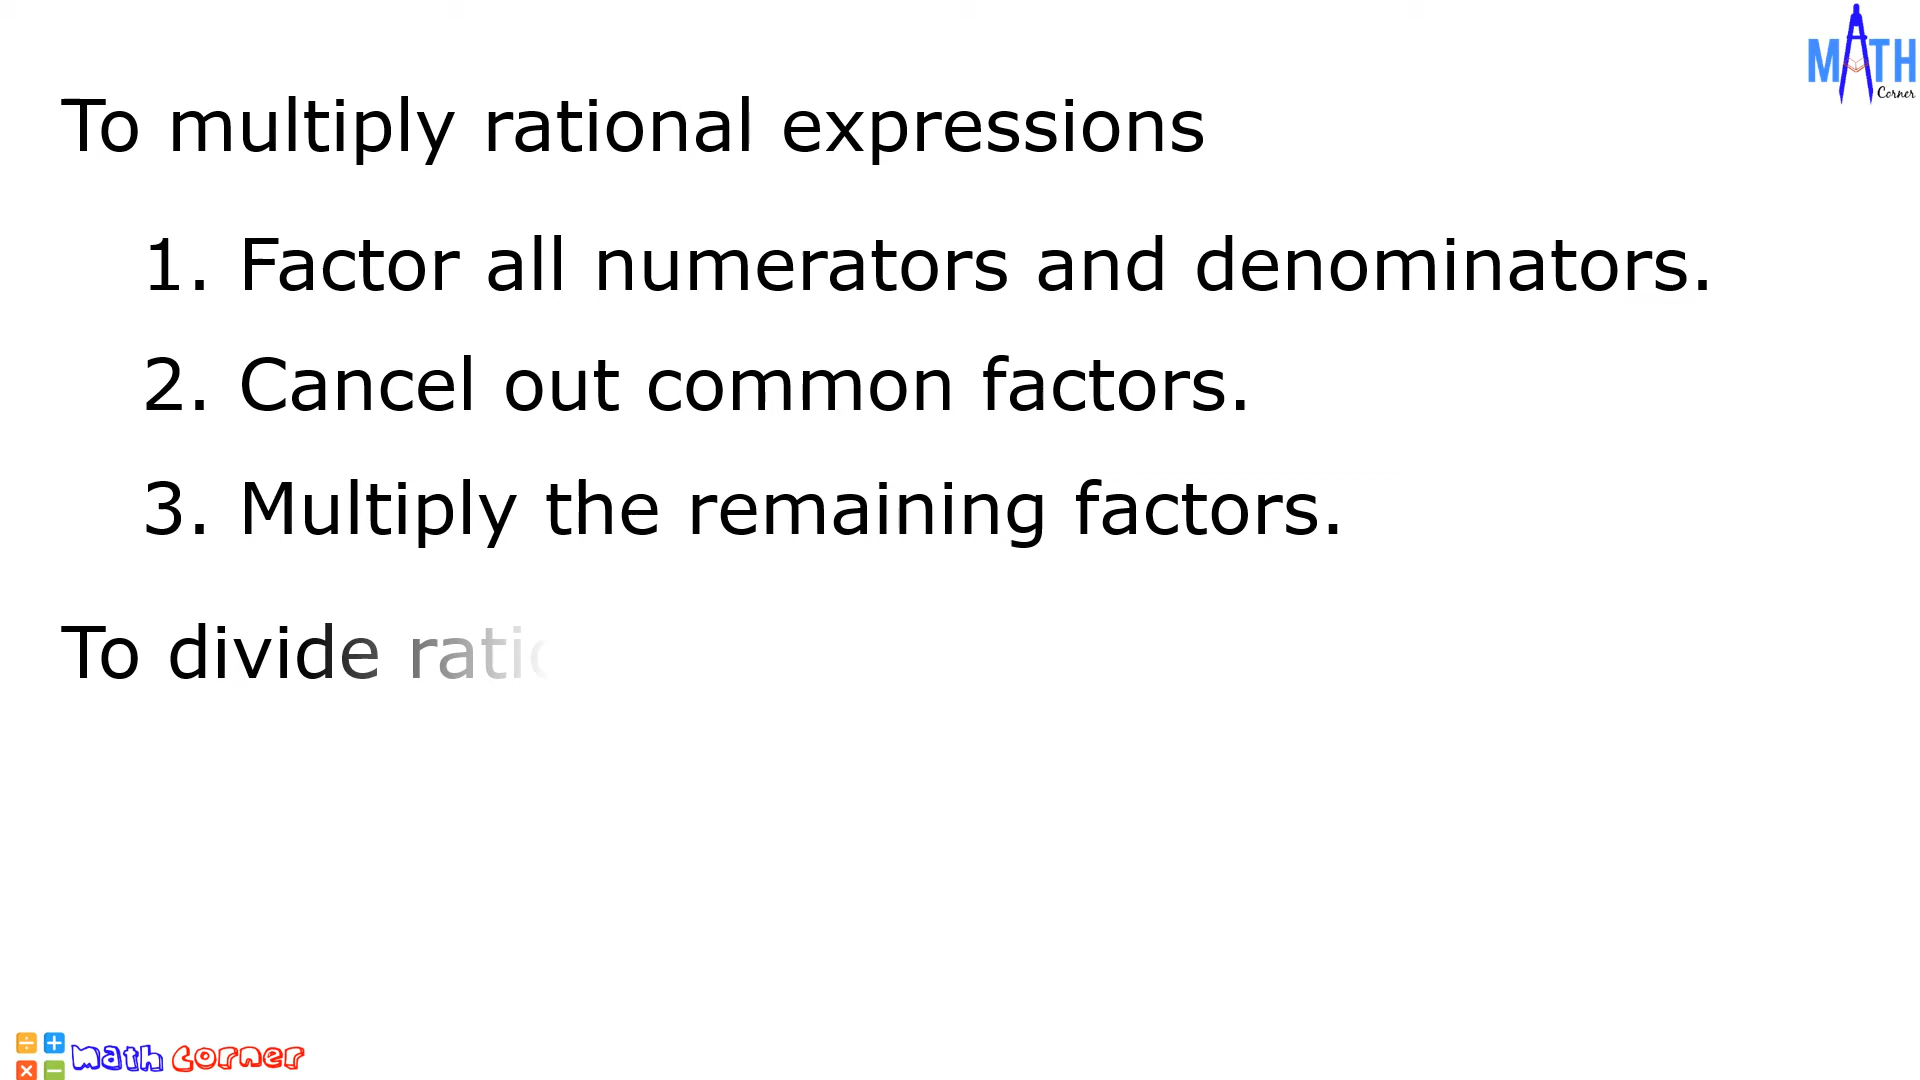 MATH
Corner
To multiply rational expressions
1. Factor all numerators and denominators.
2. Cancel out common factors.
3. Multiply the remaining factors.
To divide
math corner